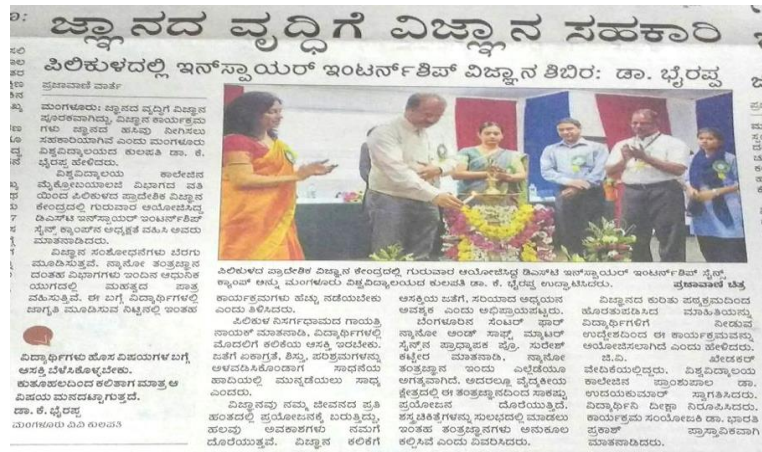 ಜ್ಞಾನದ ವೃದ್ಧಿಗೆ ವಿಜ್ಞಾನ ಸಹಕಾರಿ
ಪಿಲಿಕುಳದಲ್ಲಿ ಇನ್‌ಸ್ಪಾಯರ್ ಇಂಟರ್ನ್‌ಶಿಪ್ ವಿಜ್ಞಾನ ಶಿಬಿರ: ಡಾ. ಭೈರಪ್ಪ
ಪ್ರಜಾವಾಣಿ ವಾರ್ತೆ
ಮಂಗಳೂರು: ಜ್ಞಾನದ ವೃದ್ಧಿಗೆ ವಿಜ್ಞಾನ
ಪೂರಕವಾಗಿದ್ದು, ವಿಜ್ಞಾನ ಕಾರ್ಯಕ್ರಮ
ಗಳು ಜ್ಞಾನದ ಹಸಿವು ನೀಗಿಸಲು
ಸಹಕಾರಿಯಾಗಿವೆ ಎಂದು ಮಂಗಳೂರು
ವಿಶ್ವವಿದ್ಯಾಲಯದ ಕುಲಪತಿ ಡಾ. ಕೆ.
ಭೈರಪ್ಪ ಹೇಳಿದರು.
ವಿಶ್ವವಿದ್ಯಾಲಯ ಕಾಲೇಜಿನ
ಮೈಕ್ರೋಬಯಾಲಜಿ ವಿಭಾಗದ ವತಿ
ಯಿಂದ ಪಿಲಿಕುಳದ ಪ್ರಾದೇಶಿಕ ವಿಜ್ಞಾನ
ಕೇಂದ್ರದಲ್ಲಿ ಗುರುವಾರ ಆಯೋಜಿಸಿದ್ದ
ಡಿಎಸ್‌ಟಿ ಇನ್‌ಸ್ಪಾಯರ್ ಇಂಟರ್ನ್‌ಶಿಪ್
ಸೈನ್ಸ್ ಕ್ಯಾಂಪ್‌ನ ಅಧ್ಯಕ್ಷತೆ ವಹಿಸಿ ಅವರು
ಮಾತನಾಡಿದರು.
ವಿಜ್ಞಾನ ಸಂಶೋಧನೆಗಳು ಬೆರಗು
ಮೂಡಿಸುತ್ತವೆ. ನ್ಯಾನೋ ತಂತ್ರಜ್ಞಾನ
ದಂತಹ ವಿಭಾಗಗಳು ಇಂದಿನ ಆಧುನಿಕ
ಯುಗದಲ್ಲಿ ಮಹತ್ವದ ಪಾತ್ರ
ವಹಿಸುತ್ತಿವೆ. ಈ ಬಗ್ಗೆ ವಿದ್ಯಾರ್ಥಿಗಳಲ್ಲಿ
ಜಾಗೃತಿ ಮೂಡಿಸುವ ನಿಟ್ಟಿನಲ್ಲಿ ಇಂತಹ
ವಿದ್ಯಾರ್ಥಿಗಳು ಹೊಸ ವಿಷಯಗಳ ಬಗ್ಗೆ
ಆಸಕ್ತಿ ಬೆಳೆಸಿಕೊಳ್ಳಬೇಕು.
ಕುತೂಹಲದಿಂದ ಕಲಿತಾಗ ಮಾತ್ರ ಆ
ವಿಷಯ ಮನದಟ್ಟಾಗುತ್ತದೆ.
ಡಾ. ಕೆ. ಭೈರಪ್ಪ
ಮಂಗಳೂರು ವಿವಿ ಕುಲಪತಿ
ಪಿಲಿಕುಳದ ಪ್ರಾದೇಶಿಕ ವಿಜ್ಞಾನ ಕೇಂದ್ರದಲ್ಲಿ ಗುರುವಾರ ಆಯೋಜಿಸಿದ್ದ ಡಿಎಸ್‌ಟಿ ಇನ್‌ಸ್ಪಾಯರ್ ಇಂಟರ್ನ್‌ಶಿಪ್ ಸೈನ್ಸ್
ಕ್ಯಾಂಪ್ ಅನ್ನು ಮಂಗಳೂರು ವಿಶ್ವವಿದ್ಯಾಲಯದ ಕುಲಪತಿ ಡಾ. ಕೆ. ಭೈರಪ್ಪ ಉದ್ಘಾಟಿಸಿದರು. ಪ್ರಜಾವಾಣಿ ಚಿತ್ರ
ಕಾರ್ಯಕ್ರಮಗಳು ಹೆಚ್ಚು ನಡೆಯಬೇಕು
ಎಂದು ತಿಳಿಸಿದರು.
ಪಿಲಿಕುಳ ನಿಸರ್ಗಧಾಮದ ಗಾಯತ್ರಿ
ನಾಯಕ್ ಮಾತನಾಡಿ, ವಿದ್ಯಾರ್ಥಿಗಳಲ್ಲಿ
ಮೊದಲಿಗೆ ಕಲಿಕೆಯ ಆಸಕ್ತಿ ಇರಬೇಕು.
ಜತೆಗೆ ಏಕಾಗ್ರತೆ, ಶಿಸ್ತು, ಪರಿಶ್ರಮಗಳನ್ನು
ಅಳವಡಿಸಿಕೊಂಡಾಗ ಸಾಧನೆಯ
ಹಾದಿಯಲ್ಲಿ ಮುನ್ನಡೆಯಲು ಸಾಧ್ಯ
ಎಂದರು.
ವಿಜ್ಞಾನವು ನಮ್ಮ ಜೀವನದ ಪ್ರತಿ
ಹಂತದಲ್ಲಿ ಪ್ರಯೋಜನಕ್ಕೆ ಬರುತ್ತಿದ್ದು,
ಹಲವು ಅವಕಾಶಗಳು ನಮಗೆ
ದೊರೆಯುತ್ತವೆ. ವಿಜ್ಞಾನ ಕಲಿಕೆಗೆ
ಆಸಕ್ತಿಯ ಜತೆಗೆ, ಸರಿಯಾದ ಅಧ್ಯಯನ
ಅವಶ್ಯಕ ಎಂದು ಅಭಿಪ್ರಾಯಪಟ್ಟರು.
ಬೆಂಗಳೂರಿನ ಸೆಂಟರ್ ಫಾರ್
ನ್ಯಾನೋ ಅಂಡ್ ಸಾಫ್ಟ್ ಮ್ಯಾಟರ್
ಸೈನ್ಸ್‌ನ ಪ್ರಾಧ್ಯಾಪಕ ಪ್ರೊ. ಸುರೇಶ್
ಕಟ್ಟೀರ ಮಾತನಾಡಿ, ನ್ಯಾನೋ
ತಂತ್ರಜ್ಞಾನ ಇಂದು ಎಲ್ಲೆಡೆಯೂ
ಅಗತ್ಯವಾಗಿದೆ. ಅದರಲ್ಲೂ ವೈದ್ಯಕೀಯ
ಕ್ಷೇತ್ರದಲ್ಲಿ ಈ ತಂತ್ರಜ್ಞಾನದಿಂದ ಸಾಕಷ್ಟು
ಪ್ರಯೋಜನ ದೊರೆಯುತ್ತಿದೆ.
ಶಸ್ತ್ರಚಿಕಿತ್ಸೆಗಳನ್ನು ಸುಲಭದಲ್ಲಿ ಮಾಡಲು
ಇಂತಹ ತಂತ್ರಜ್ಞಾನಗಳು ಅನುಕೂಲ
ಕಲ್ಪಿಸಿವೆ ಎಂದು ವಿವರಿಸಿದರು.
ವಿಜ್ಞಾನದ ಕುರಿತು ಪಠ್ಯಕ್ರಮದಿಂದ
ಹೊರತುಪಡಿಸಿದ ಮಾಹಿತಿಯನ್ನು
ವಿದ್ಯಾರ್ಥಿಗಳಿಗೆ ನೀಡುವ
ಉದ್ದೇಶದಿಂದ ಈ ಕಾರ್ಯಕ್ರಮವನ್ನು
ಆಯೋಜಿಸಲಾಗಿದೆ ಎಂದು ಹೇಳಿದರು.
ಜಿ.ವಿ. ಖೇಡಕರ್
ವೇದಿಕೆಯಲ್ಲಿದ್ದರು. ವಿಶ್ವವಿದ್ಯಾಲಯ
ಕಾಲೇಜಿನ ಪ್ರಾಂಶುಪಾಲ ಡಾ.
ಉದಯಕುಮಾರ್ ಸ್ವಾಗತಿಸಿದರು.
ವಿದ್ಯಾರ್ಥಿನಿ ದೀಕ್ಷಾ ನಿರೂಪಿಸಿದರು.
ಕಾರ್ಯಕ್ರಮ ಸಂಯೋಜಕಿ ಡಾ. ಭಾರತಿ
ಪ್ರಕಾಶ್ ಪ್ರಾಸ್ತಾವಿಕವಾಗಿ
ಮಾತನಾಡಿದರು.